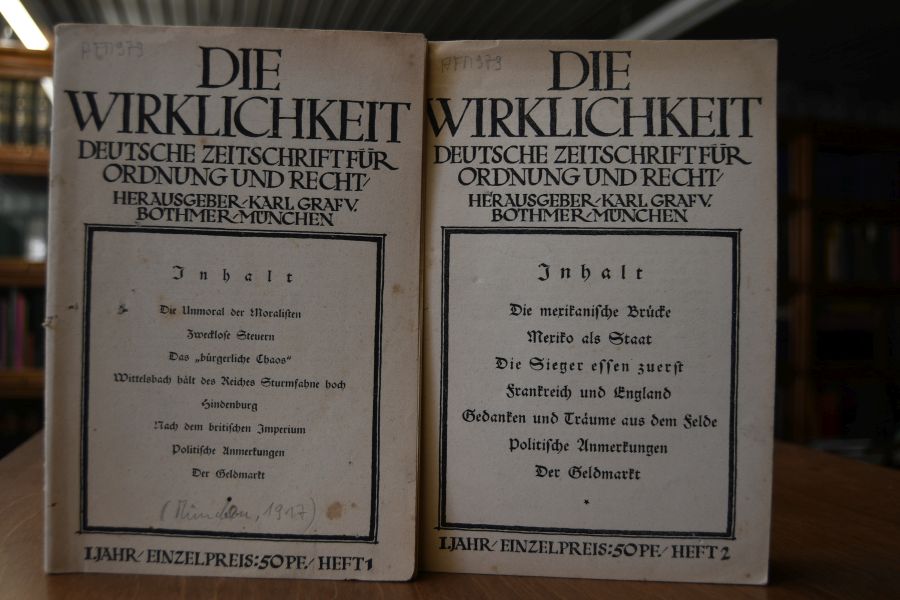 DIE
WIRKLICHKEIT
DEUTSCHE ZEITSCHRIFT FÜR
ORDNUNG UND RECHT/
HERAUSGEBER/KARL GRAF V.
BOTHMER/MÜNCHEN
Inhalt
Die Unmoral der Moralisten
Zwecklose Steuern
Das „bürgerliche Chaos“
Wittelsbach hält des Reiches Sturmfahne hoch
Hindenburg
Nach dem britischen Imperium
Politische Anmerkungen
Der Geldmarkt
(München, 1917)
I.JAHR/EINZELPREIS:50PF/HEFT 1
DIE
WIRKLICHKEIT
DEUTSCHE ZEITSCHRIFT FÜR
ORDNUNG UND RECHT/
HERAUSGEBER/KARL GRAF V.
BOTHMER/MÜNCHEN
Inhalt
Die mexikanische Brücke
Mexiko als Staat
Die Sieger essen zuerst
Frankreich und England
Gedanken und Träume aus dem Felde
Politische Anmerkungen
Der Geldmarkt
*
I.JAHR/EINZELPREIS:50PF/HEFT 2